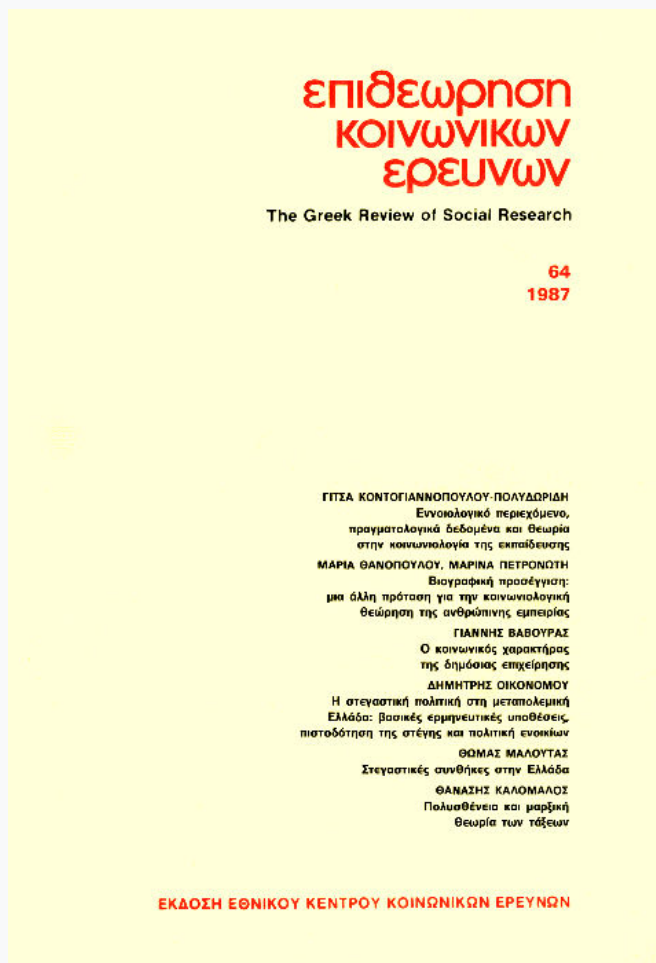 επιθεωρηση
κοινωνικων
ερευνων
The Greek Review of Social Research
64
1987
ΓΙΤΣΑ ΚΟΝΤΟΓΙΑΝΝΟΠΟΥΛΟΥ-ΠΟΛΥΔΩΡΙΔΗ
Εννοιολογικό περιεχόμενο,
πραγματολογικά δεδομένα και θεωρία
στην κοινωνιολογία της εκπαίδευσης
ΜΑΡΙΑ ΘΑΝΟΠΟΥΛΟΥ, ΜΑΡΙΝΑ ΠΕΤΡΟΝΩΤΗ
Βιογραφική προσέγγιση:
μια άλλη πρόταση για την κοινωνιολογική
θεώρηση της ανθρώπινης εμπειρίας
ΓΙΑΝΝΗΣ ΒΑΒΟΥΡΑΣ
Ο κοινωνικός χαρακτήρας
της δημόσιας επιχείρησης
ΔΗΜΗΤΡΗΣ ΟΙΚΟΝΟΜΟΥ
Η στεγαστική πολιτική στη μεταπολεμική
Ελλάδα: βασικές ερμηνευτικές υποθέσεις,
πιστοδότηση της στέγης και πολιτική ενοικίων
ΘΩΜΑΣ ΜΑΛΟΥΤΑΣ
Στεγαστικές συνθήκες στην Ελλάδα
ΘΑΝΑΣΗΣ ΚΑΛΟΜΑΛΟΣ
Πολυσθένεια και μαρξική
θεωρία των τάξεων
ΕΚΔΟΣΗ ΕΘΝΙΚΟΥ ΚΕΝΤΡΟΥ ΚΟΙΝΩΝΙΚΩΝ ΕΡΕΥΝΩΝ